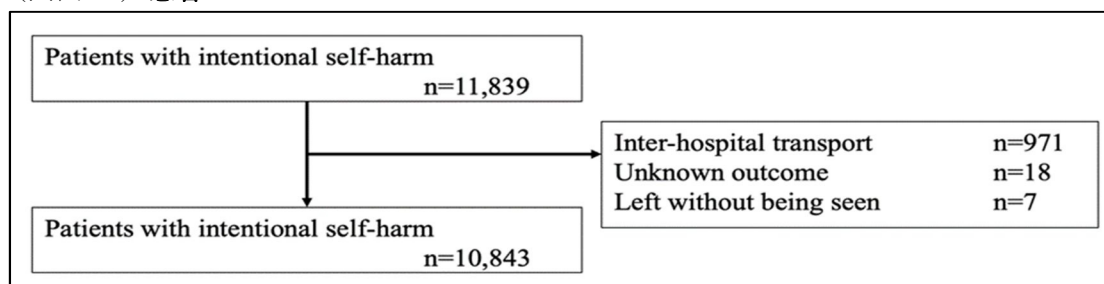 Patients with intentional self-harm
n=11,839
Inter-hospital transport n=971
Unknown outcome n=18
Left without being seen n=7
Patients with intentional self-harm
n=10,843